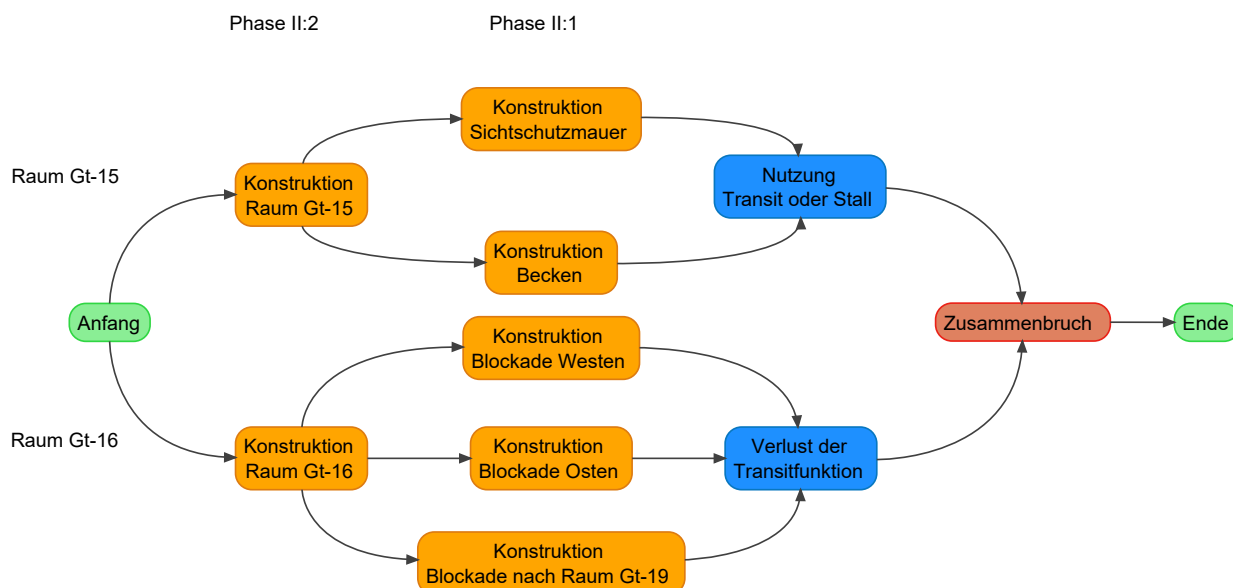 Phase II:2
Phase II:1
Konstruktion
Sichtschutzmauer
Raum Gt-15
Konstruktion
Raum Gt-15
Nutzung
Transit oder Stall
Konstruktion
Becken
Anfang
Zusammenbruch
Ende
Konstruktion
Blockade Westen
Raum Gt-16
Konstruktion
Raum Gt-16
Konstruktion
Blockade Osten
Verlust der
Transitfunktion
Konstruktion
Blockade nach Raum Gt-19